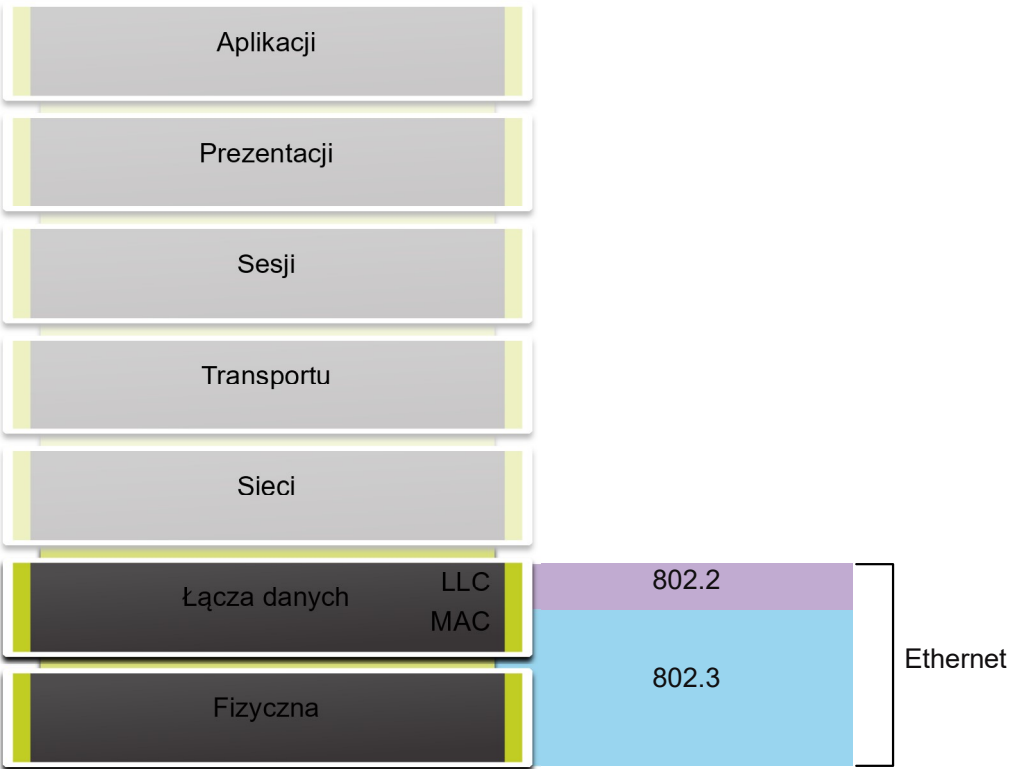 Aplikacji
Prezentacji
Sesji
Transportu
Sieci
Łącza danych
LLC
MAC
802.2
802.3
Ethernet
Fizyczna